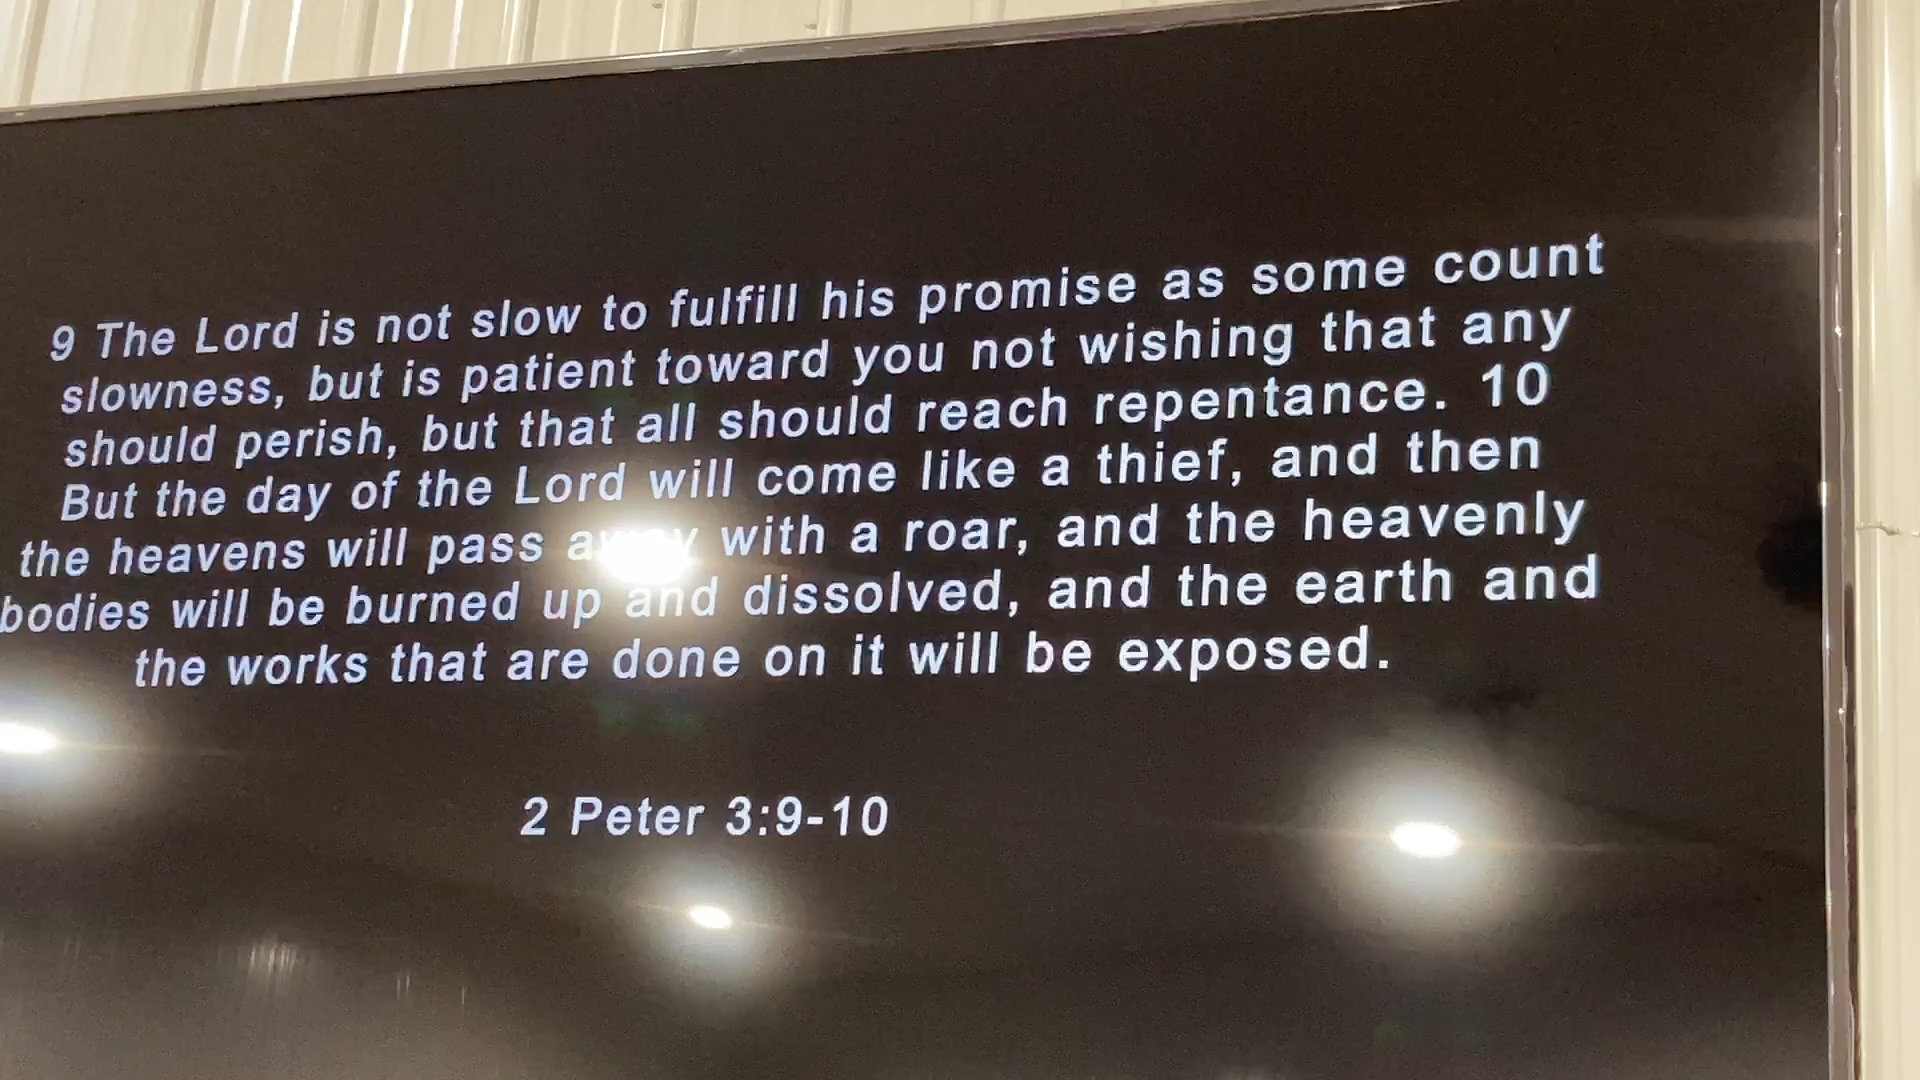 9 The Lord is not slow to fulfill his promise as some count
slowness, but is patient toward you not wishing that any
should perish, but that all should reach repentance. 10
But the day of the Lord will come like a thief, and then
the heavens will pass away with a roar, and the heavenly
bodies will be burned up and dissolved, and the earth and
the works that are done on it will be exposed.
2 Peter 3:9-10